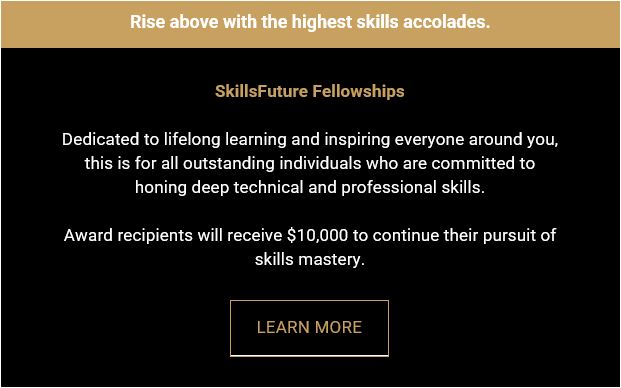 Rise above with the highest skills accolades.
SkillsFuture Fellowships
Dedicated to lifelong learning and inspiring everyone around you,
this is for all outstanding individuals who are committed to
honing deep technical and professional skills.
Award recipients will receive $10,000 to continue their pursuit of
skills mastery.
LEARN MORE